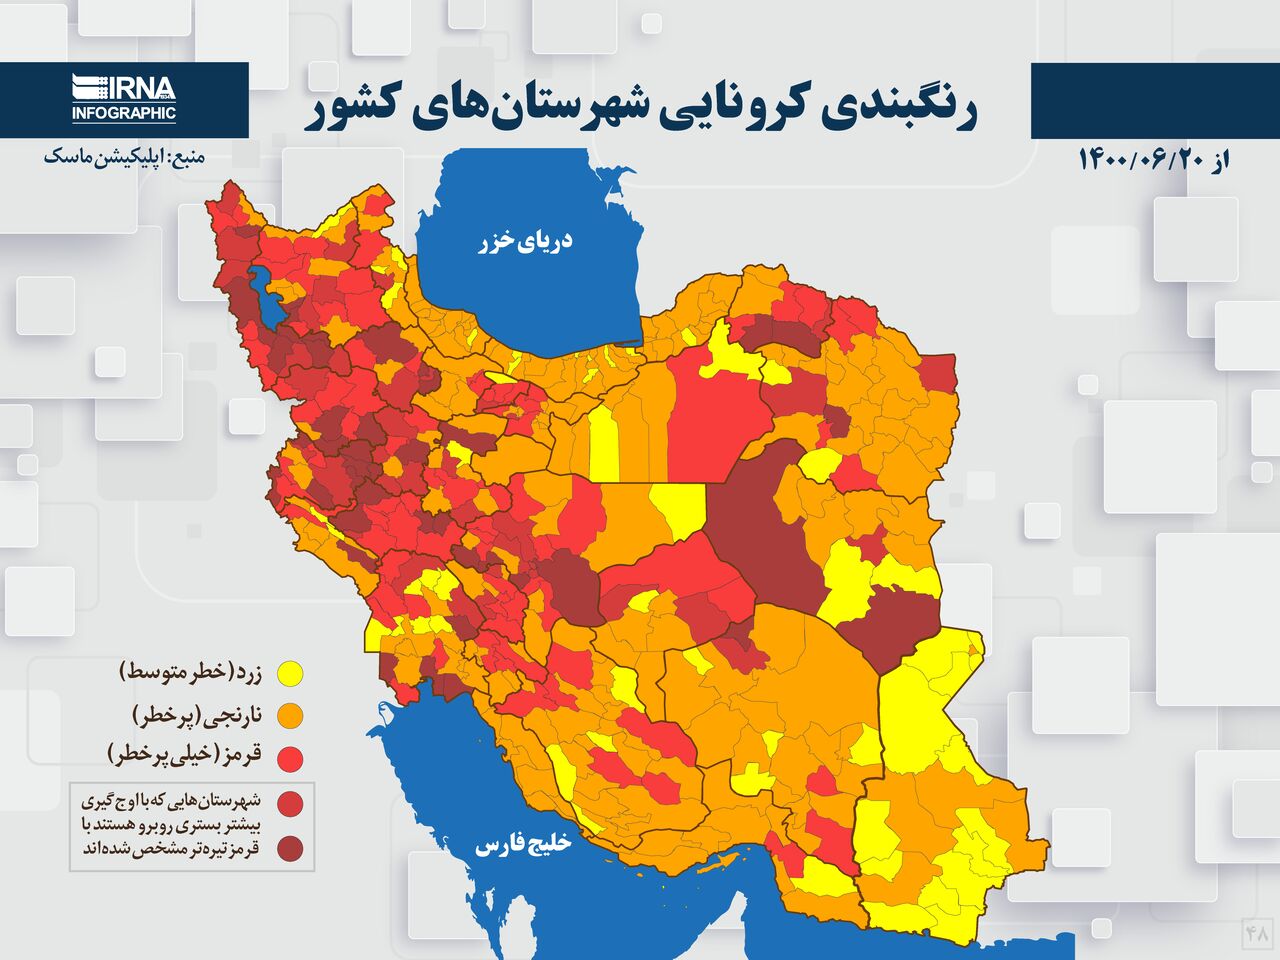 رنگبندی کرونایی شهرستان‌های کشور
IRNA
INFOGRAPHIC
منبع: اپلیکیشن ماسک
از ۱۴۰۰/۰۶/۲۰
دریای خزر
زرد (خطر متوسط)
نارنجی (پرخطر)
قرمز (خیلی پرخطر)
شهرستان‌هایی که با اوج‌گیری
بیشتر بستری روبرو هستند با
قرمز تیره‌تر مشخص شده‌اند
خلیج فارس
۴۸